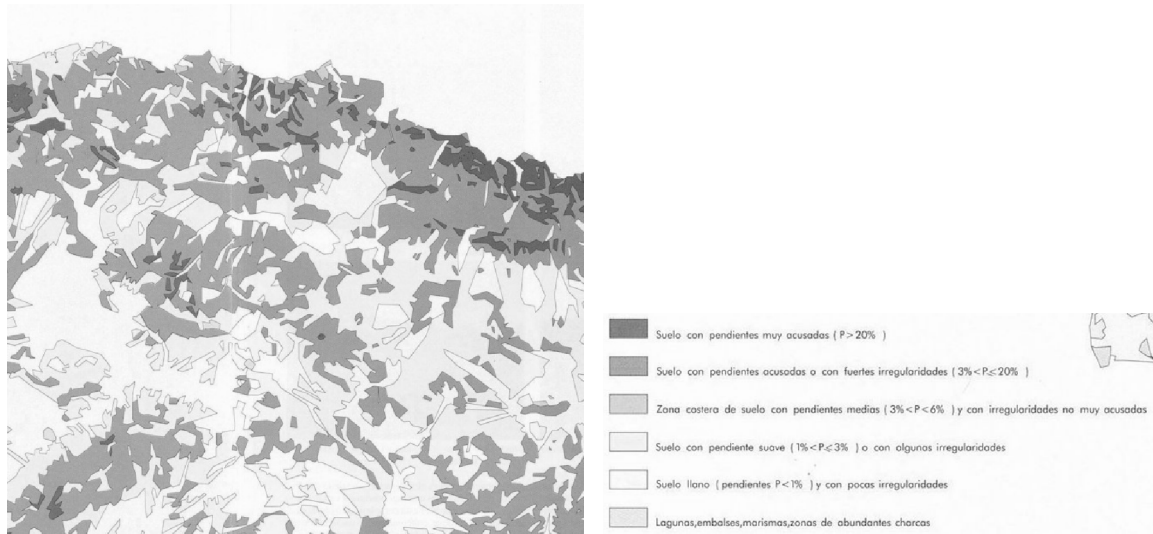 Suelo con pendientes muy acusadas ( P>20% )
Suelo con pendientes acusadas o con fuertes irregularidades ( 3%<P⩽20% )
Zona costera de suelo con pendientes medias ( 3%<P<6% ) y con irregularidades no muy acusadas
Suelo con pendiente suave ( 1%<P⩽3% ) o con algunas irregularidades
Suelo llano ( pendientes P<1% ) y con pocas irregularidades
Lagunas,embalses,marismas,zonas de abundantes charcas